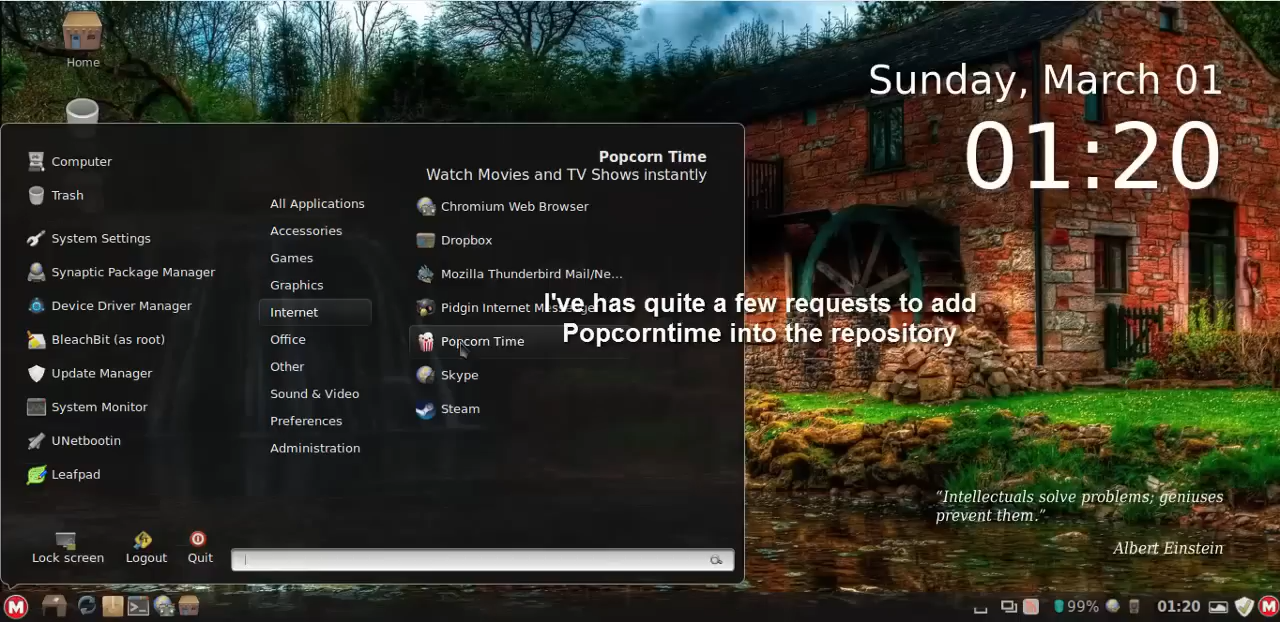 Home
Sunday, March 01
01:20
Computer
Trash
System Settings
Synaptic Package Manager
Device Driver Manager
BleachBit (as root)
Update Manager
System Monitor
UNetbootin
Leafpad
Lock screen
Logout
Quit
All Applications
Accessories
Games
Graphics
Internet
Office
Other
Sound & Video
Preferences
Administration
Popcorn Time
Watch Movies and TV Shows instantly
Chromium Web Browser
Dropbox
Mozilla Thunderbird Mail/Ne...
Pidgin Internet Messenger
Popcorn Time
Skype
Steam
I've has quite a few requests to add
Popcorntime into the repository
“Intellectuals solve problems; geniuses
prevent them.”
Albert Einstein
M
99%
01:20
M